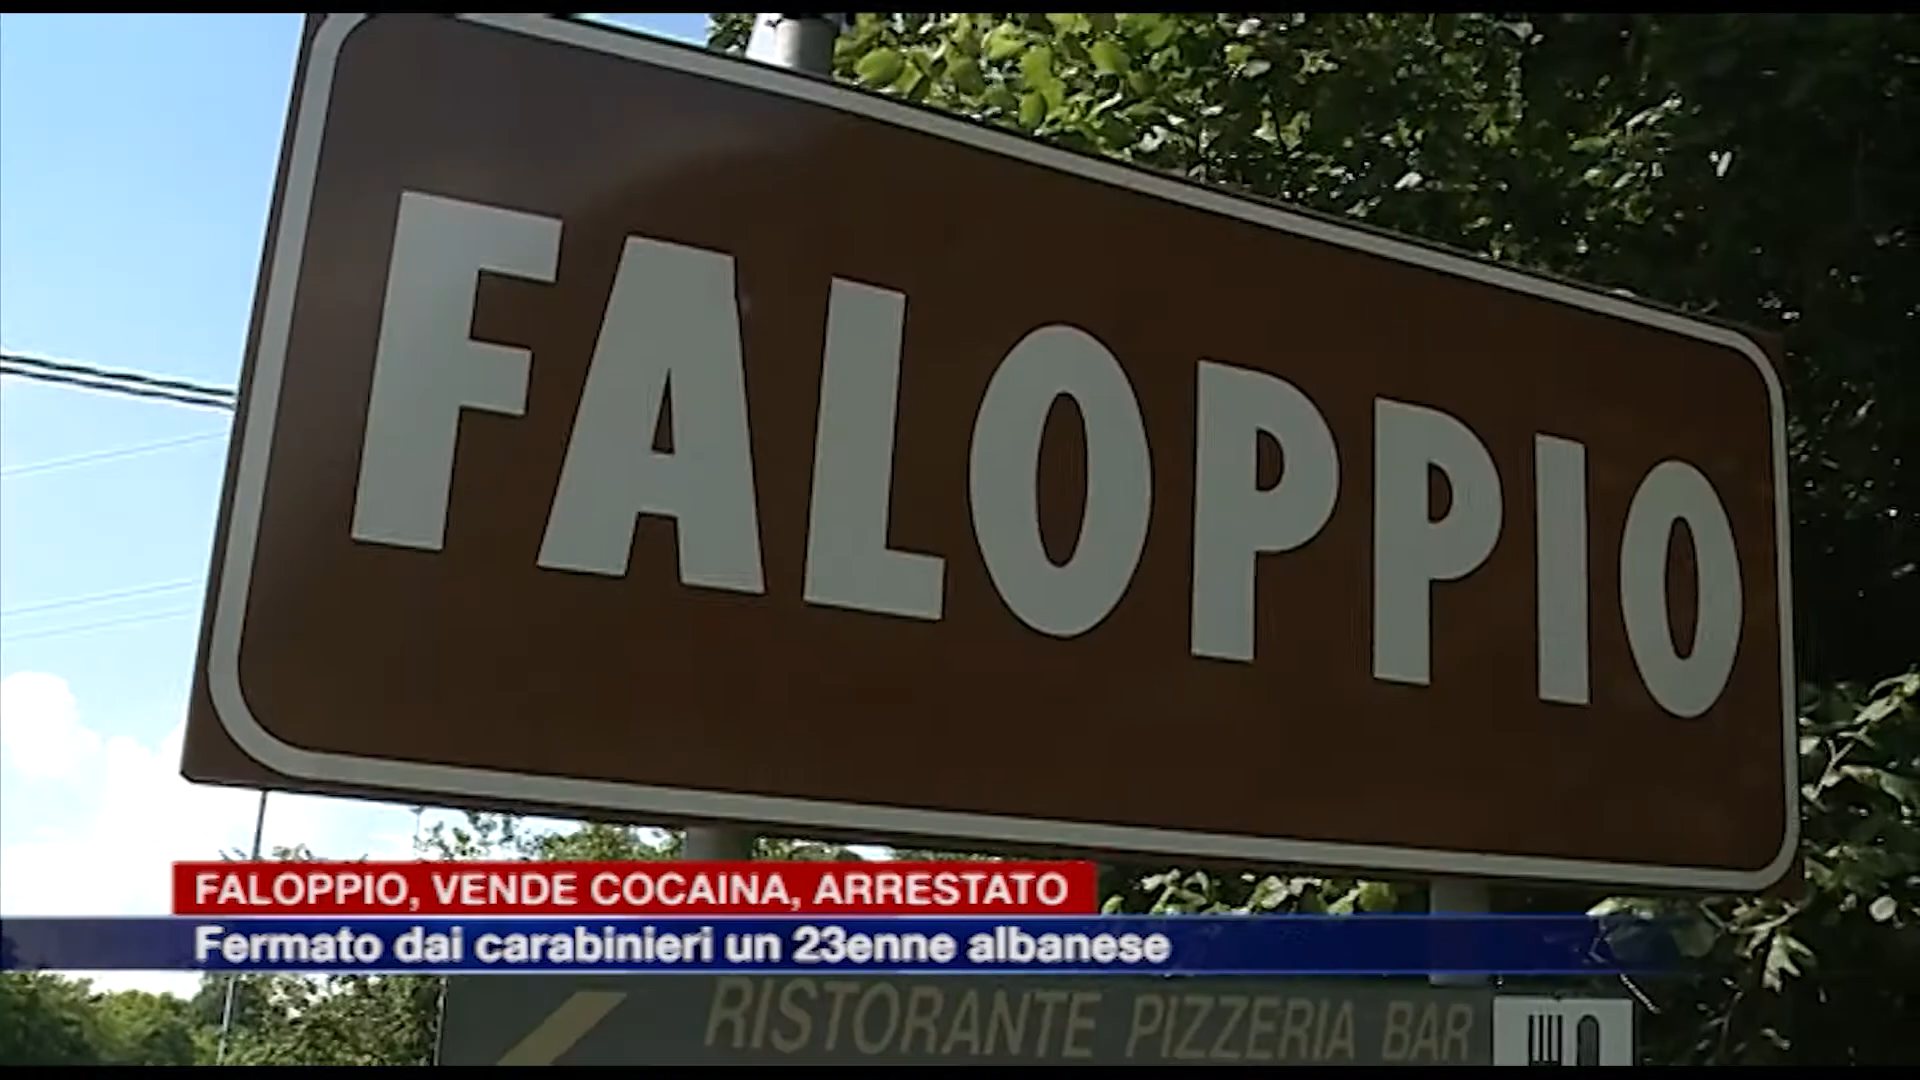 FALOPPIO
FALOPPIO, VENDE COCAINA, ARRESTATO
Fermato dai carabinieri un 23enne albanese
RISTORANTE PIZZERIA BAR